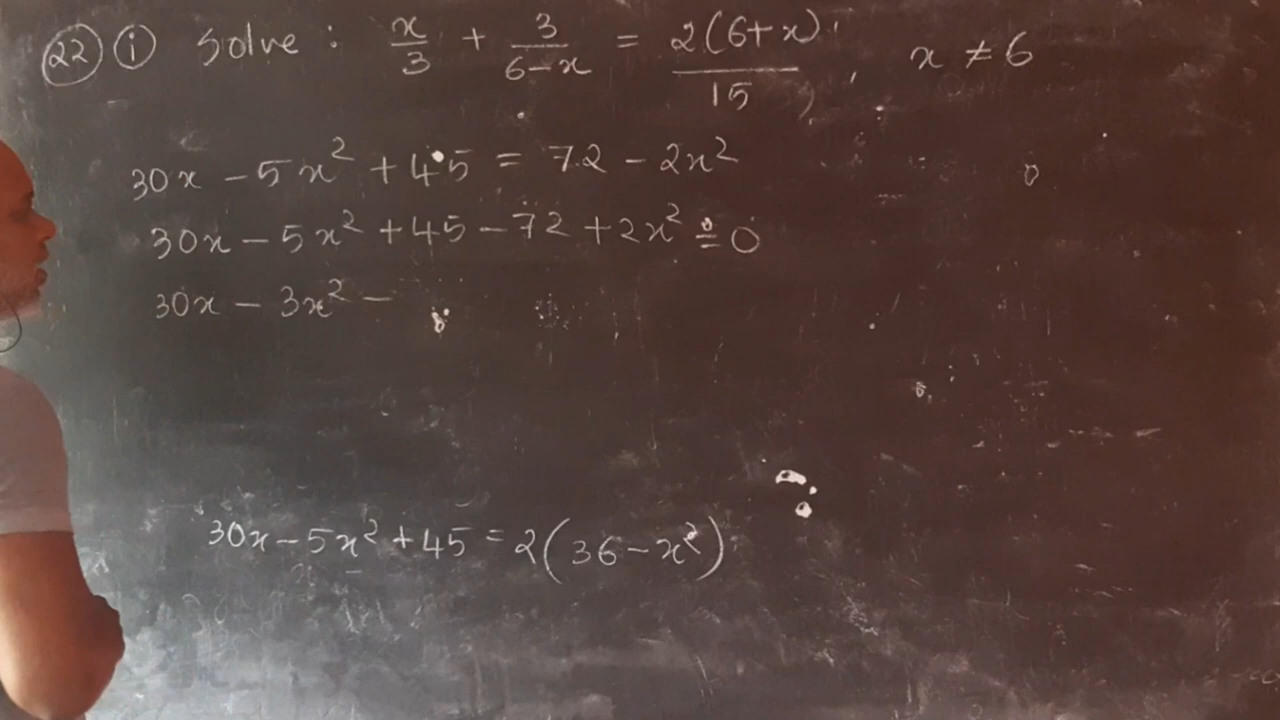 22 i Solve : x/3 + 3/(6-x) = 2(6+x)/15, x ≠ 6
30x - 5x² + 45 = 72 - 2x²
30x - 5x² + 45 - 72 + 2x² = 0
30x - 3x² -
30x - 5x² + 45 = 2(36 - x²)